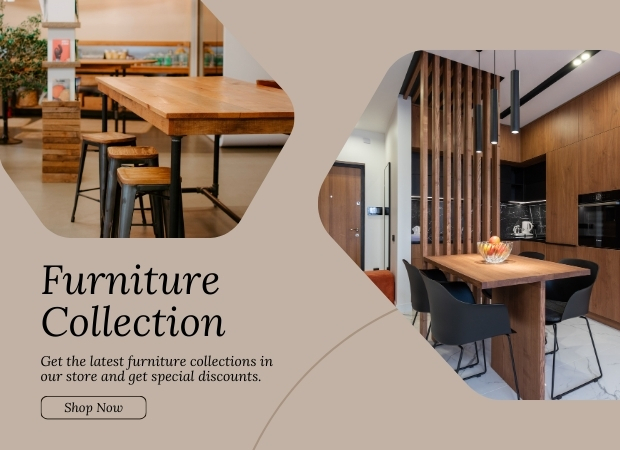 Furniture
Collection
Get the latest furniture collections in
our store and get special discounts.
Shop Now